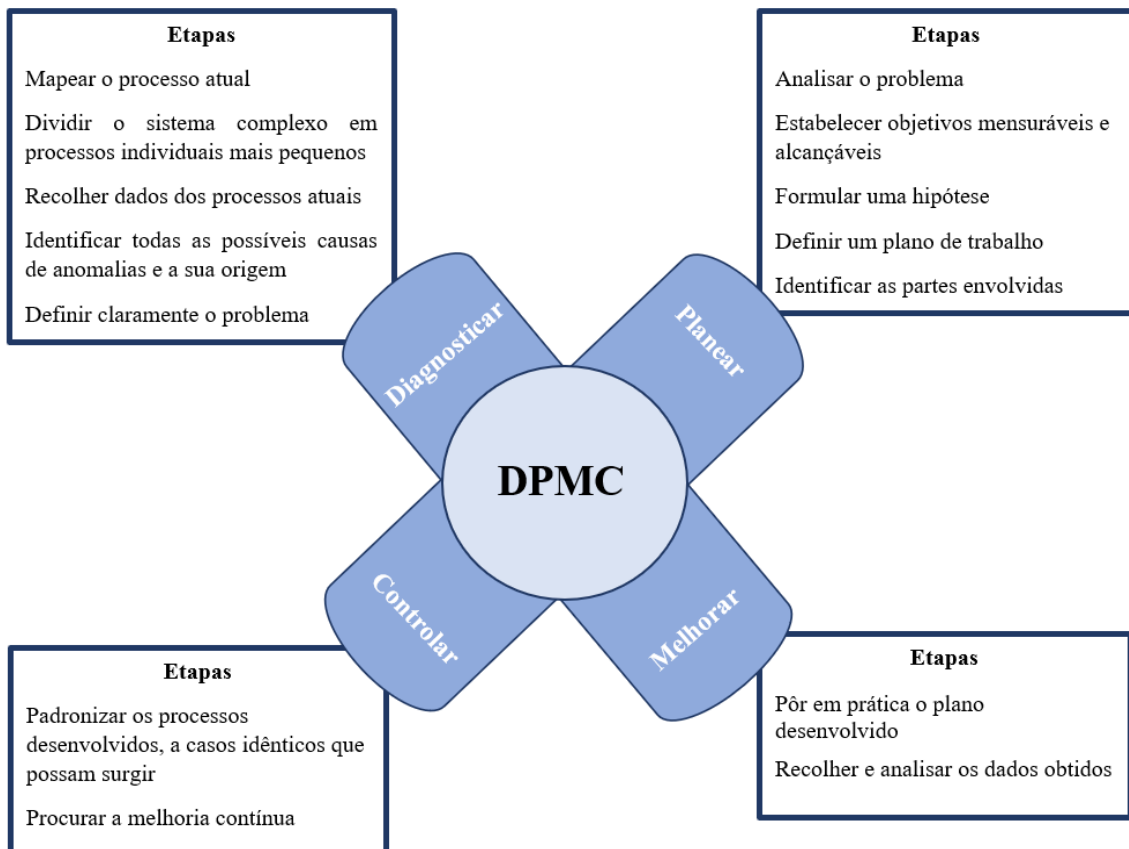 Etapas
Mapear o processo atual
Dividir o sistema complexo em
processos individuais mais pequenos
Recolher dados dos processos atuais
Identificar todas as possíveis causas
de anomalias e a sua origem
Definir claramente o problema
Etapas
Analisar o problema
Estabelecer objetivos mensuráveis e
alcançáveis
Formular uma hipótese
Definir um plano de trabalho
Identificar as partes envolvidas
Diagnosticar
Planear
DPMC
Controlar
Melhorar
Etapas
Padronizar os processos
desenvolvidos, a casos idênticos que
possam surgir
Procurar a melhoria contínua
Etapas
Pôr em prática o plano
desenvolvido
Recolher e analisar os dados obtidos